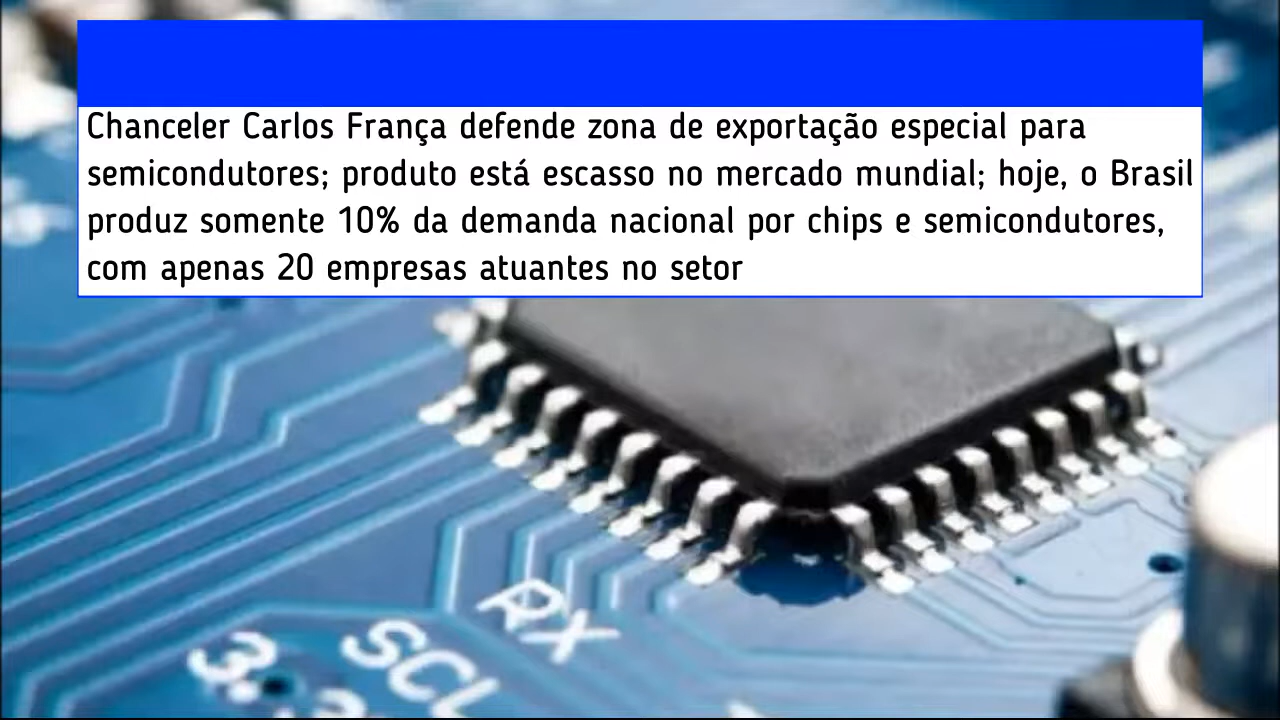 Chanceler Carlos França defende zona de exportação especial para
semicondutores; produto está escasso no mercado mundial; hoje, o Brasil
produz somente 10% da demanda nacional por chips e semicondutores,
com apenas 20 empresas atuantes no setor
RX
SCL